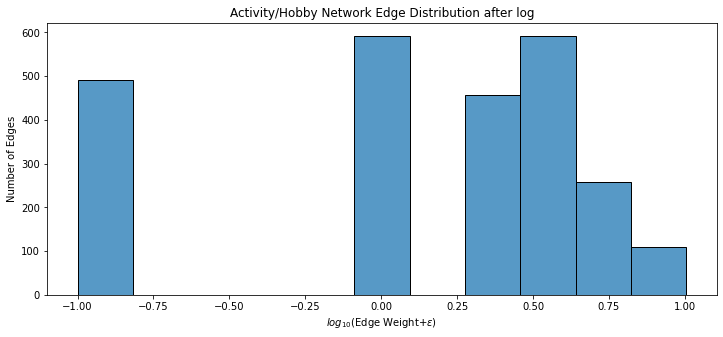 Activity/Hobby Network Edge Distribution after log
Number of Edges
600
500
400
300
200
100
0
−1.00 −0.75 −0.50 −0.25 0.00 0.25 0.50 0.75 1.00
log₁₀(Edge Weight+ε)